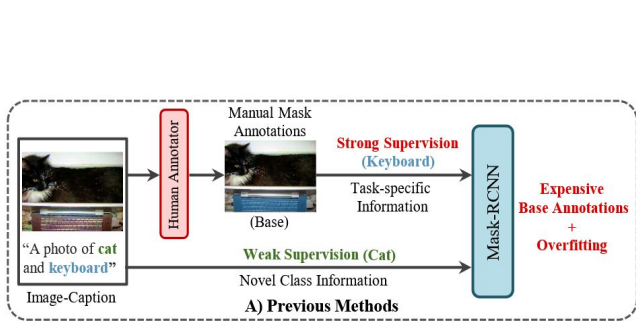 Manual Mask
Annotations
Human Annotator
Strong Supervision
(Keyboard)
Task-specific
Information
(Base)
"A photo of cat
and keyboard"
Image-Caption
Weak Supervision (Cat)
Novel Class Information
Mask-RCNN
Expensive
Base Annotations
+
Overfitting
A) Previous Methods